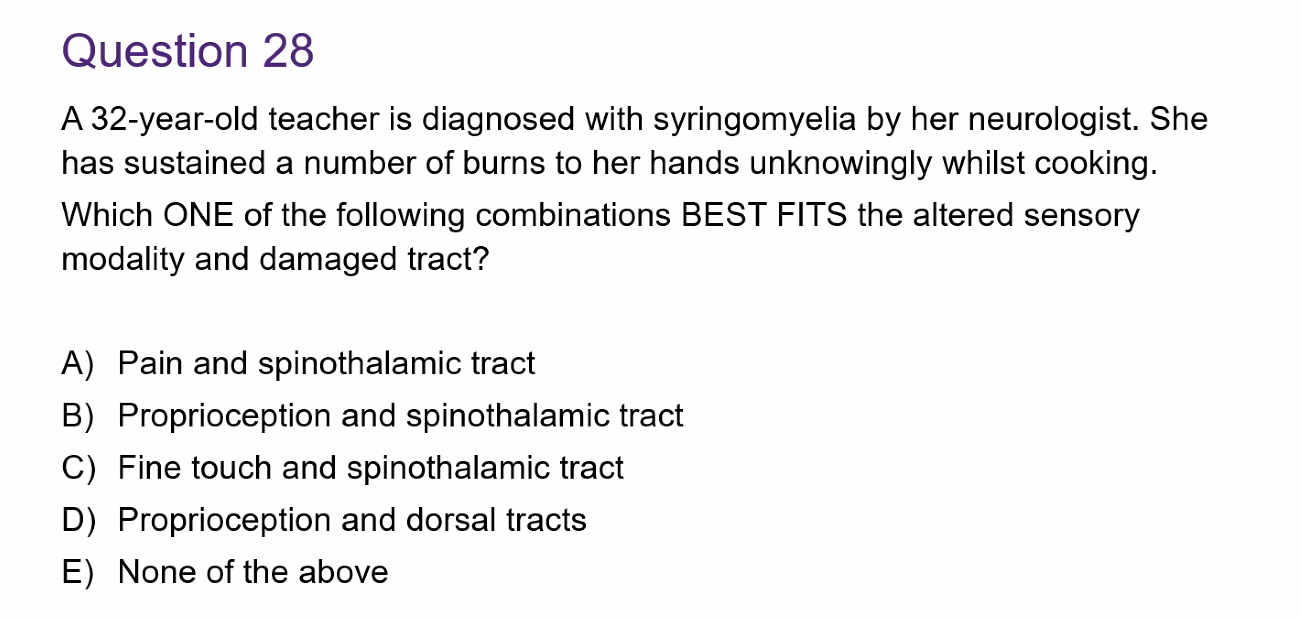 Question 28
A 32-year-old teacher is diagnosed with syringomyelia by her neurologist. She
has sustained a number of burns to her hands unknowingly whilst cooking.
Which ONE of the following combinations BEST FITS the altered sensory
modality and damaged tract?
A) Pain and spinothalamic tract
B) Proprioception and spinothalamic tract
C) Fine touch and spinothalamic tract
D) Proprioception and dorsal tracts
E) None of the above